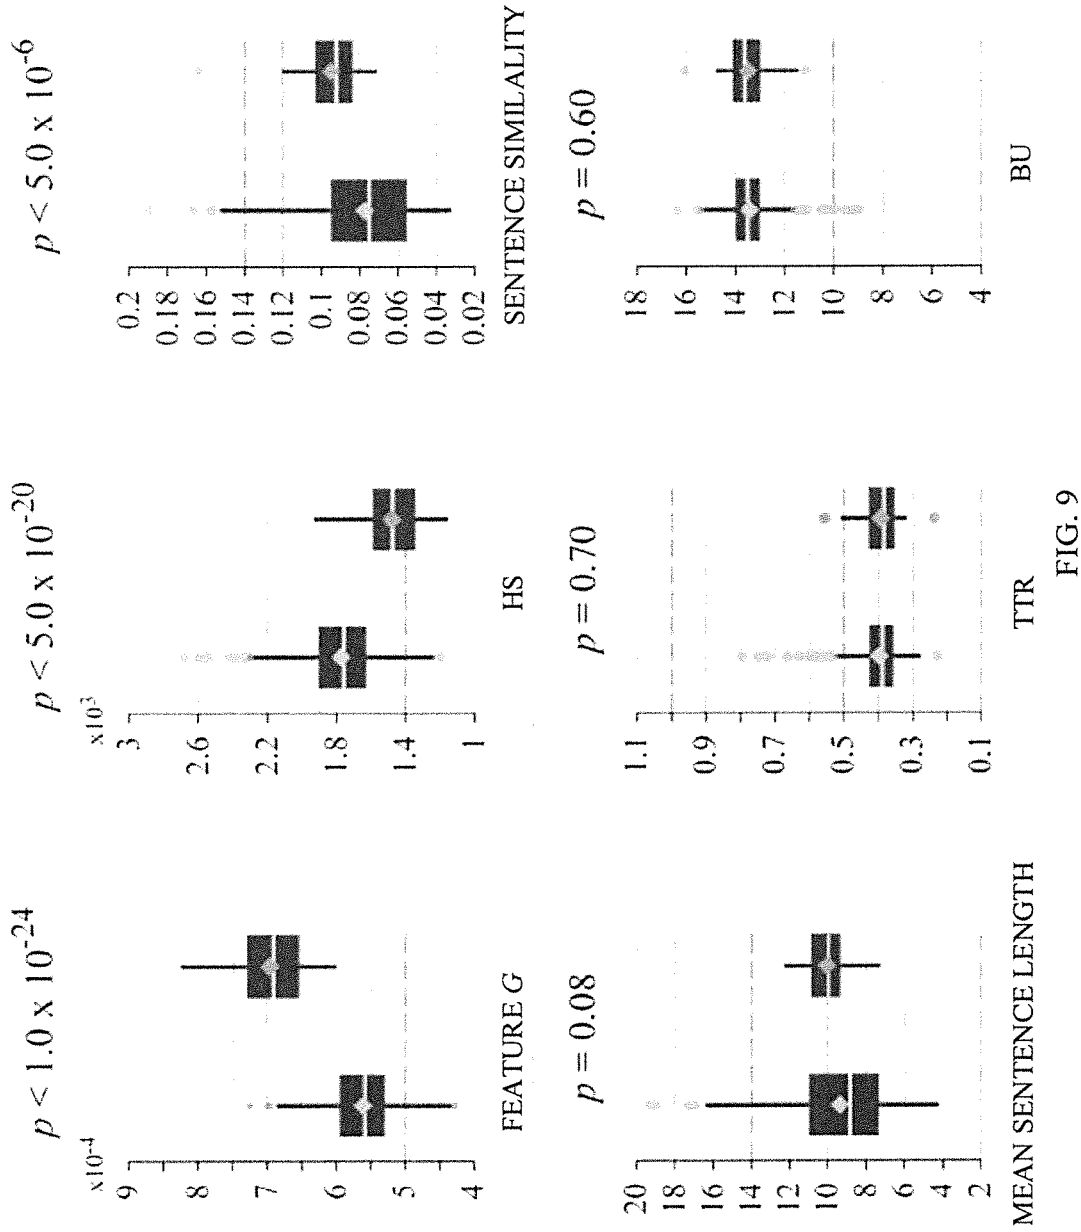 p < 1.0 x 10⁻²⁴
x10⁻⁴
9
7
5
4
FEATURE G
p < 5.0 x 10⁻²⁰
x10³
3
2.6
2.2
1.8
1.4
1
HS
p < 5.0 x 10⁻⁶
0.2
0.18
0.16
0.14
0.12
0.1
0.08
0.06
0.04
0.02
SENTENCE SIMILALITY
p = 0.08
20
18
16
14
12
10
8
6
4
2
MEAN SENTENCE LENGTH
p = 0.70
1.1
0.9
0.7
0.5
0.3
0.1
TTR
p = 0.60
18
16
14
12
10
8
6
4
BU
FIG. 9